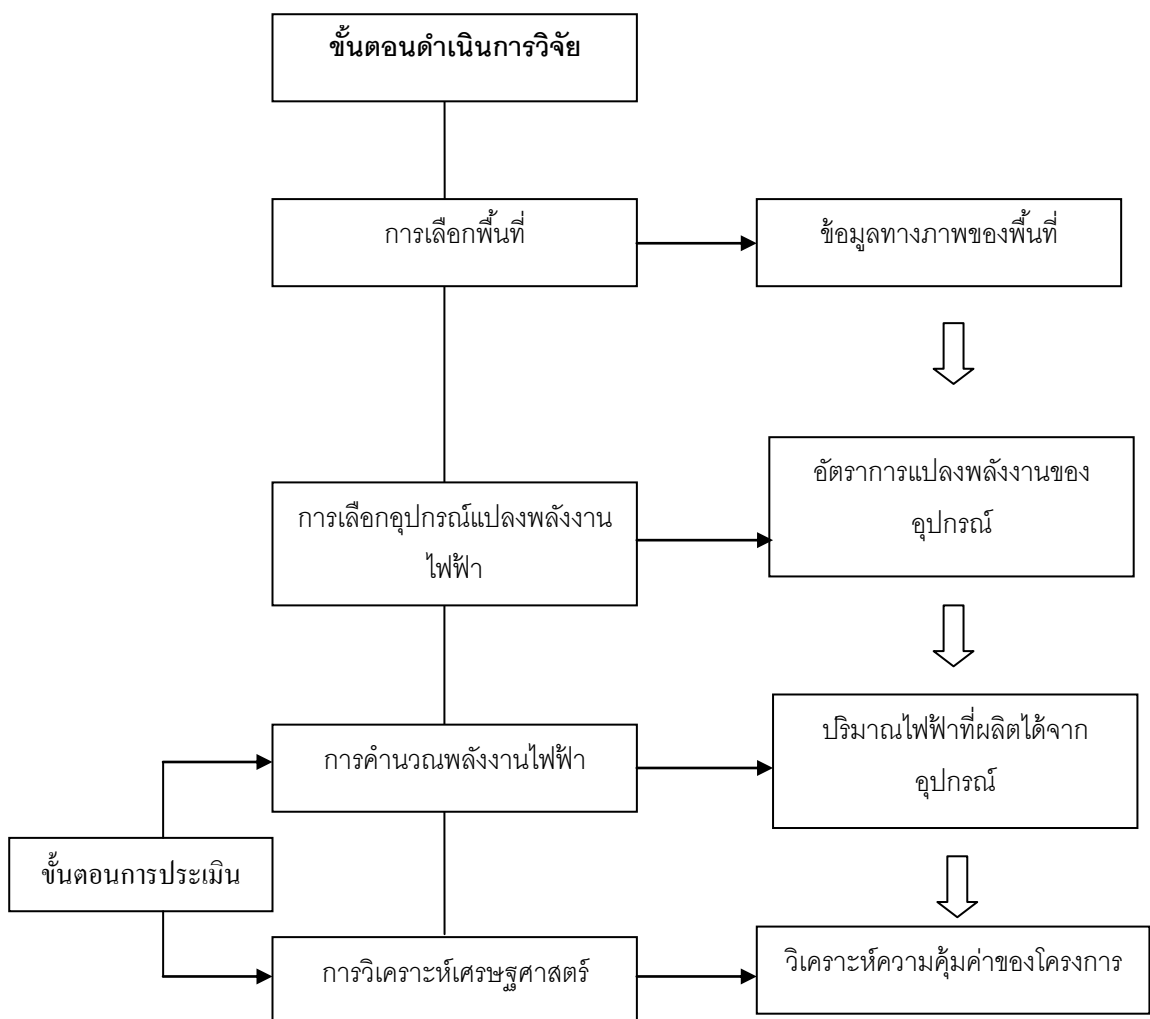 ขั้นตอนดำเนินการวิจัย
การเลือกพื้นที่
ข้อมูลทางภาพของพื้นที่
การเลือกอุปกรณ์แปลงพลังงาน
ไฟฟ้า
อัตราการแปลงพลังงานของ
อุปกรณ์
การคำนวณพลังงานไฟฟ้า
ปริมาณไฟฟ้าที่ผลิตได้จาก
อุปกรณ์
ขั้นตอนการประเมิน
การวิเคราะห์เศรษฐศาสตร์
วิเคราะห์ความคุ้มค่าของโครงการ